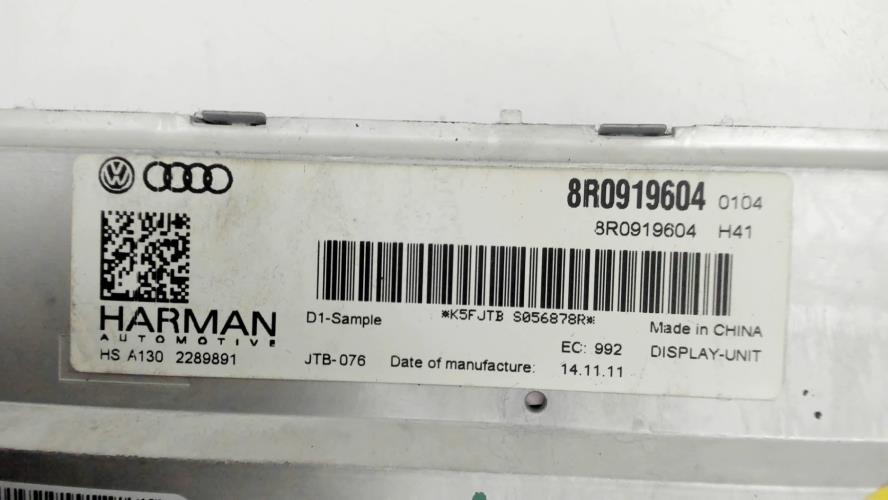 8R0919604 0104
8R0919604 H41
HARMAN
AUTOMOTIVE
D1-Sample *K5FJTB S056878R* Made in CHINA
EC: 992 DISPLAY-UNIT
HS A130 2289891 JTB-076 Date of manufacture: 14.11.11